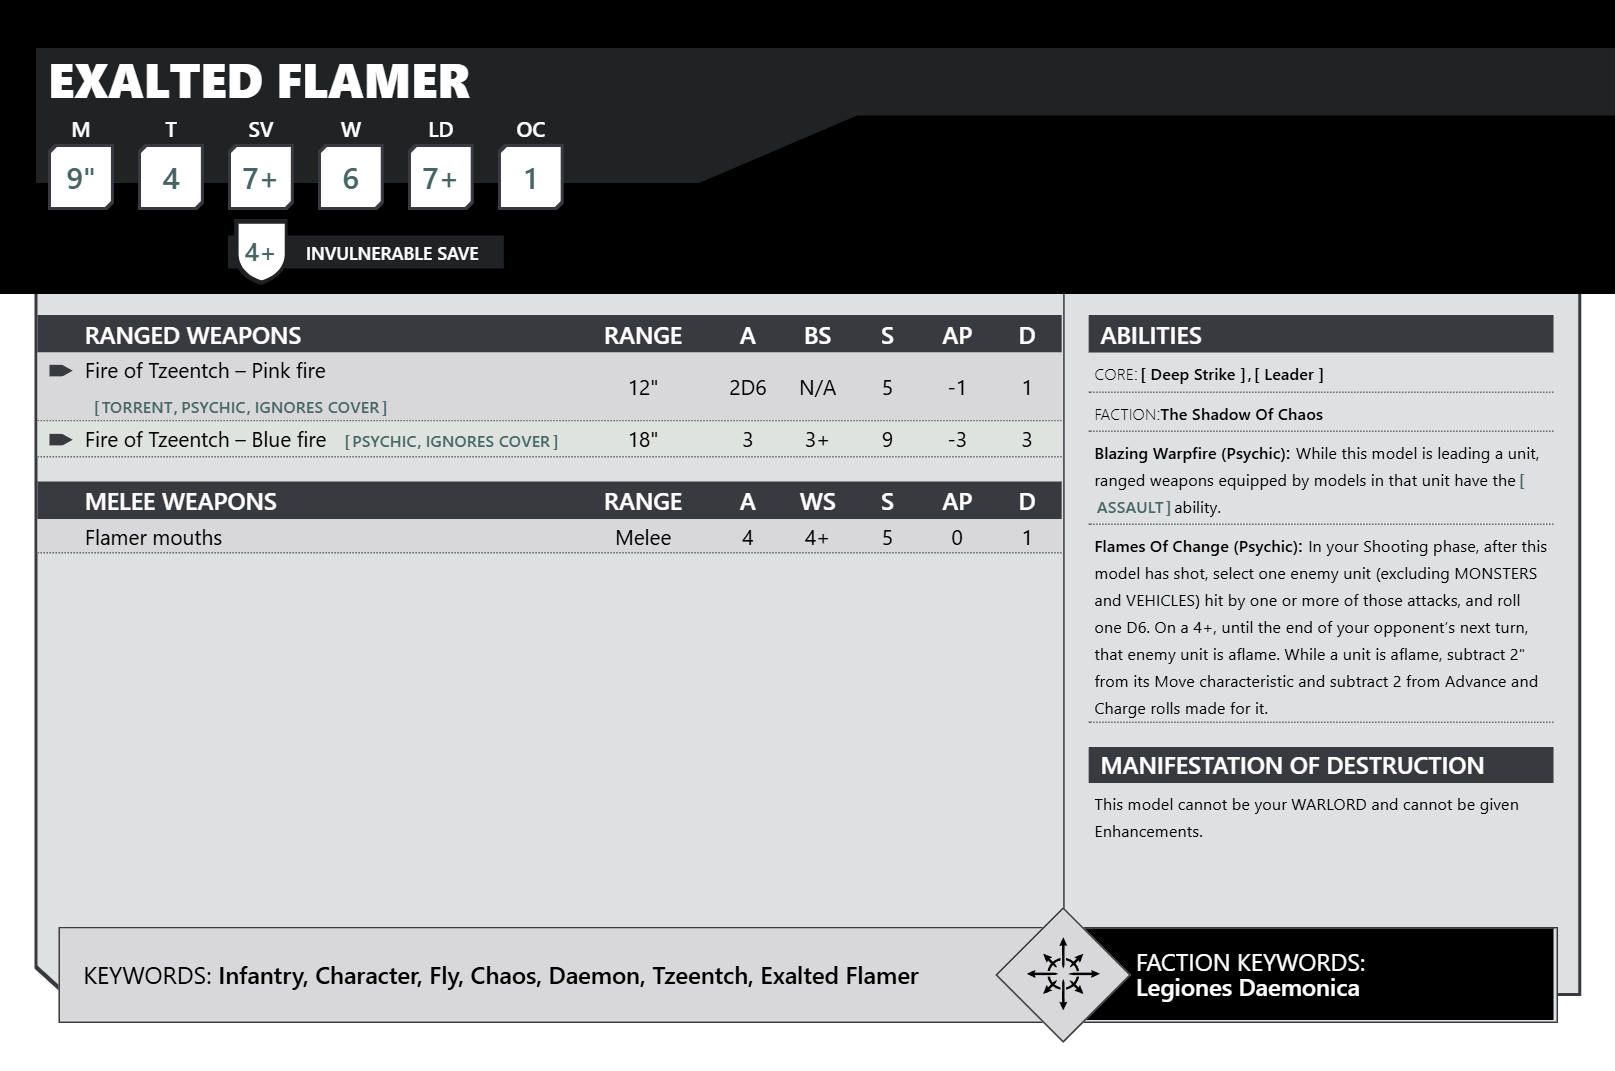 EXALTED FLAMER
M T SV W LD OC
9" 4 7+ 6 7+ 1
4+ INVULNERABLE SAVE
RANGED WEAPONS RANGE A BS S AP D
Fire of Tzeentch – Pink fire
[TORRENT, PSYCHIC, IGNORES COVER] 12" 2D6 N/A 5 -1 1
Fire of Tzeentch – Blue fire [PSYCHIC, IGNORES COVER] 18" 3 3+ 9 -3 3
MELEE WEAPONS RANGE A WS S AP D
Flamer mouths Melee 4 4+ 5 0 1
ABILITIES
CORE: [ Deep Strike ], [ Leader ]
FACTION:The Shadow Of Chaos
Blazing Warpfire (Psychic): While this model is leading a unit,
ranged weapons equipped by models in that unit have the [
ASSAULT] ability.
Flames Of Change (Psychic): In your Shooting phase, after this
model has shot, select one enemy unit (excluding MONSTERS
and VEHICLES) hit by one or more of those attacks, and roll
one D6. On a 4+, until the end of your opponent’s next turn,
that enemy unit is aflame. While a unit is aflame, subtract 2"
from its Move characteristic and subtract 2 from Advance and
Charge rolls made for it.
MANIFESTATION OF DESTRUCTION
This model cannot be your WARLORD and cannot be given
Enhancements.
KEYWORDS: Infantry, Character, Fly, Chaos, Daemon, Tzeentch, Exalted Flamer
FACTION KEYWORDS:
Legiones Daemonica